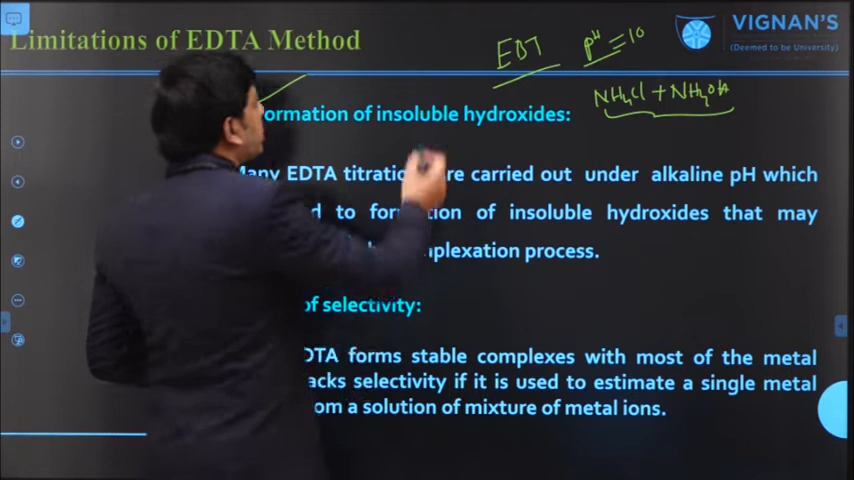 Limitations of EDTA Method
EBT pH = 10
VIGNAN'S
(Deemed to be University)
NH4Cl + NH4OH
ormation of insoluble hydroxides:
Many EDTA titratio re carried out under alkaline pH which
d to for tion of insoluble hydroxides that may
mplexation process.
of selectivity:
DTA forms stable complexes with most of the metal
acks selectivity if it is used to estimate a single metal
om a solution of mixture of metal ions.